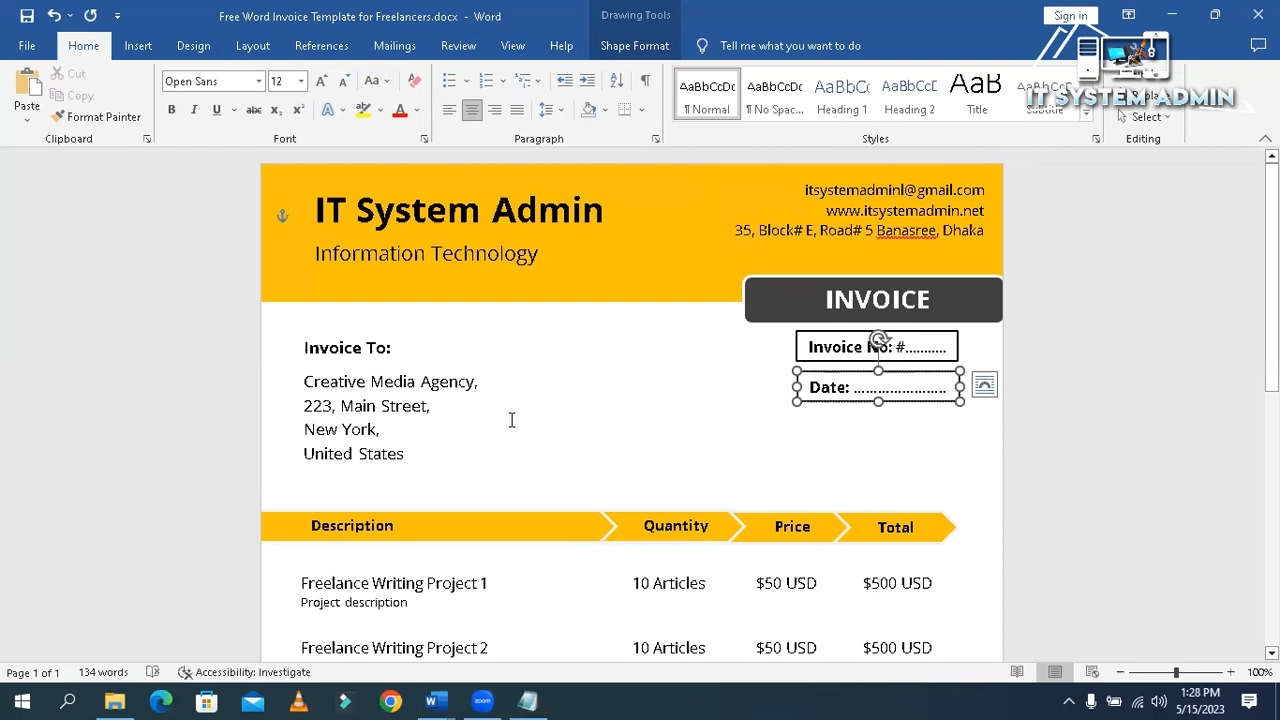 Free Word Invoice Template for Freelancers.docx - Word
Drawing Tools
Sign in
File
Home
Insert
Design
Layout
References
Mailings
Review
View
Help
Shape Format
Tell me what you want to do
IT SYSTEM ADMIN
Paste
Cut
Copy
Format Painter
Clipboard
Open Sans
12
Font
Paragraph
AaBbCcDc
¶ Normal
AaBbCcDc
¶ No Spac...
AaBbCc
Heading 1
AaBbCcC
Heading 2
AaB
Title
Subtitle
Styles
Select
Editing
IT System Admin
Information Technology
itsystemadminl@gmail.com
www.itsystemadmin.net
35, Block# E, Road# 5 Banasree, Dhaka
INVOICE
Invoice To:
Invoice No: #...........
Date: .......................
Creative Media Agency,
223, Main Street,
New York,
United States
Description Quantity Price Total
Freelance Writing Project 1 10 Articles $50 USD $500 USD
Project description
Freelance Writing Project 2 10 Articles $50 USD $500 USD
Page 1 of 1
134 words
Accessibility: Investigate
100%
1:28 PM
5/15/2023